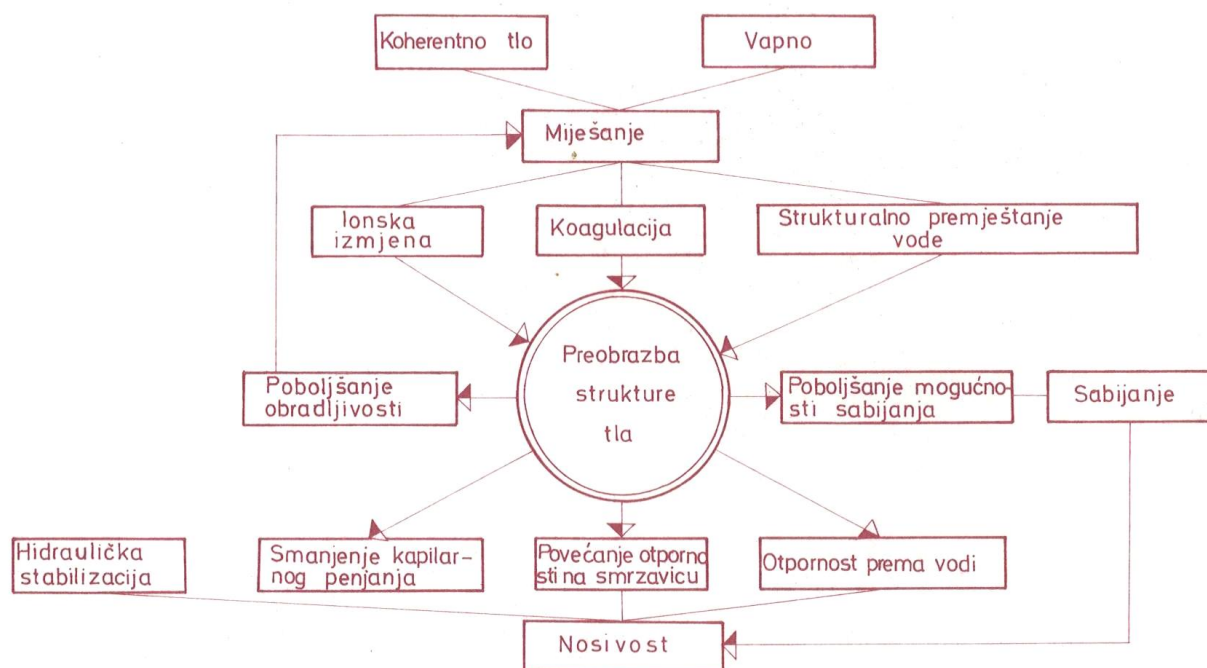 Koherentno tlo
Vapno
Miješanje
Ionska
izmjena
Koagulacija
Strukturalno premještanje
vode
Preobrazba
strukture
tla
Poboljšanje
obradljivosti
Poboljšanje mogućno-
sti sabijanja
Sabijanje
Hidraulička
stabilizacija
Smanjenje kapilar-
nog penjanja
Povećanje otporno
sti na smrzavicu
Otpornost prema vodi
Nosivost